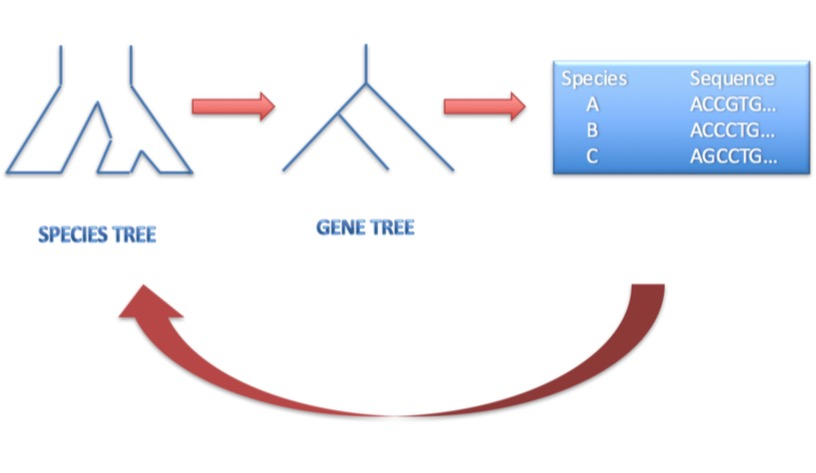 Species Sequence
A ACCGTG...
B ACCCTG...
C AGCCTG...
SPECIES TREE
GENE TREE